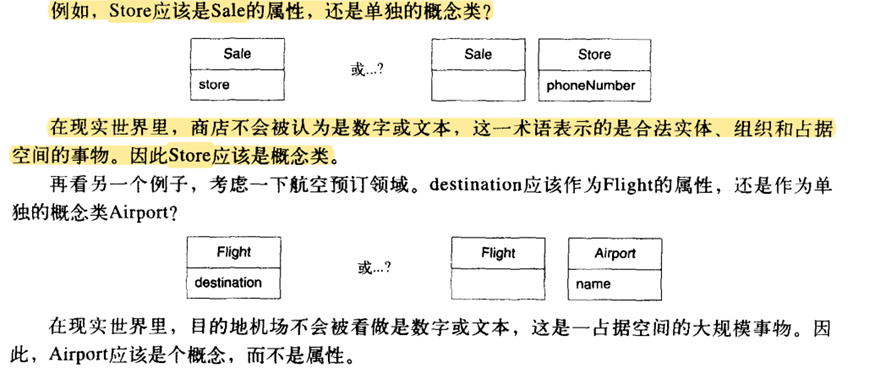 例如，Store应该是Sale的属性，还是单独的概念类？
Sale
store
或...?
Sale
Store
phoneNumber
在现实世界里，商店不会被认为是数字或文本，这一术语表示的是合法实体、组织和占据
空间的事物。因此Store应该是概念类。
再看另一个例子，考虑一下航空预订领域。destination应该作为Flight的属性，还是作为单
独的概念类Airport？
Flight
destination
或...?
Flight
Airport
name
在现实世界里，目的地机场不会被看做是数字或文本，这是一占据空间的大规模事物。因
此，Airport应该是个概念，而不是属性。